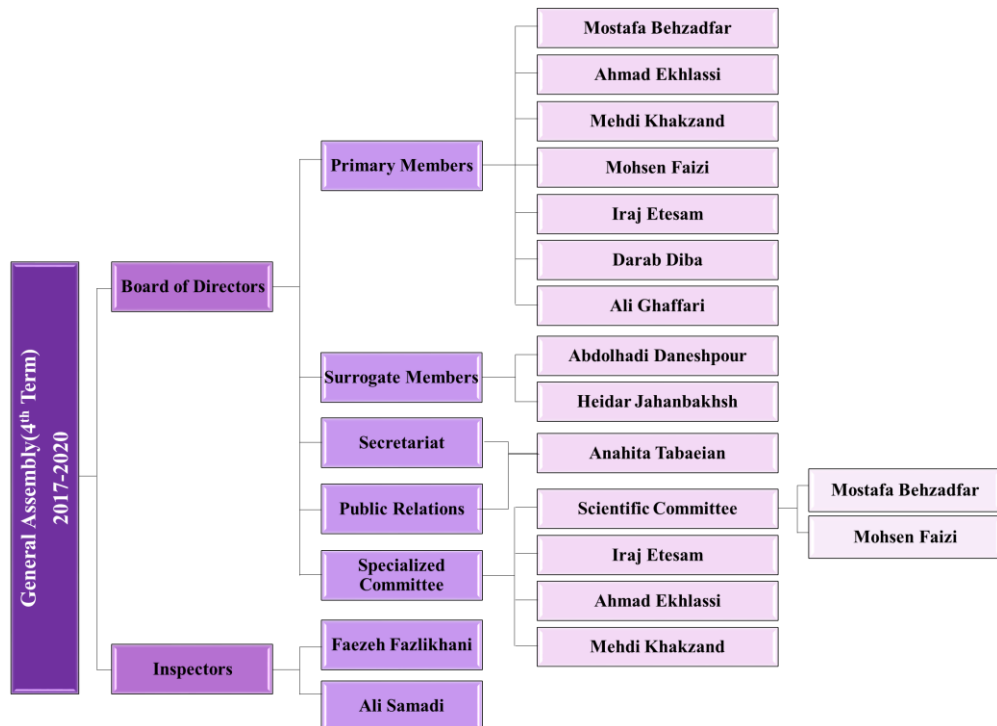 General Assembly(4th Term)
2017-2020
Board of Directors
Primary Members
Mostafa Behzadfar
Ahmad Ekhlassi
Mehdi Khakzand
Mohsen Faizi
Iraj Etesam
Darab Diba
Ali Ghaffari
Surrogate Members
Abdolhadi Daneshpour
Heidar Jahanbakhsh
Secretariat
Public Relations
Anahita Tabaeian
Specialized
Committee
Scientific Committee
Mostafa Behzadfar
Mohsen Faizi
Iraj Etesam
Ahmad Ekhlassi
Mehdi Khakzand
Inspectors
Faezeh Fazlikhani
Ali Samadi